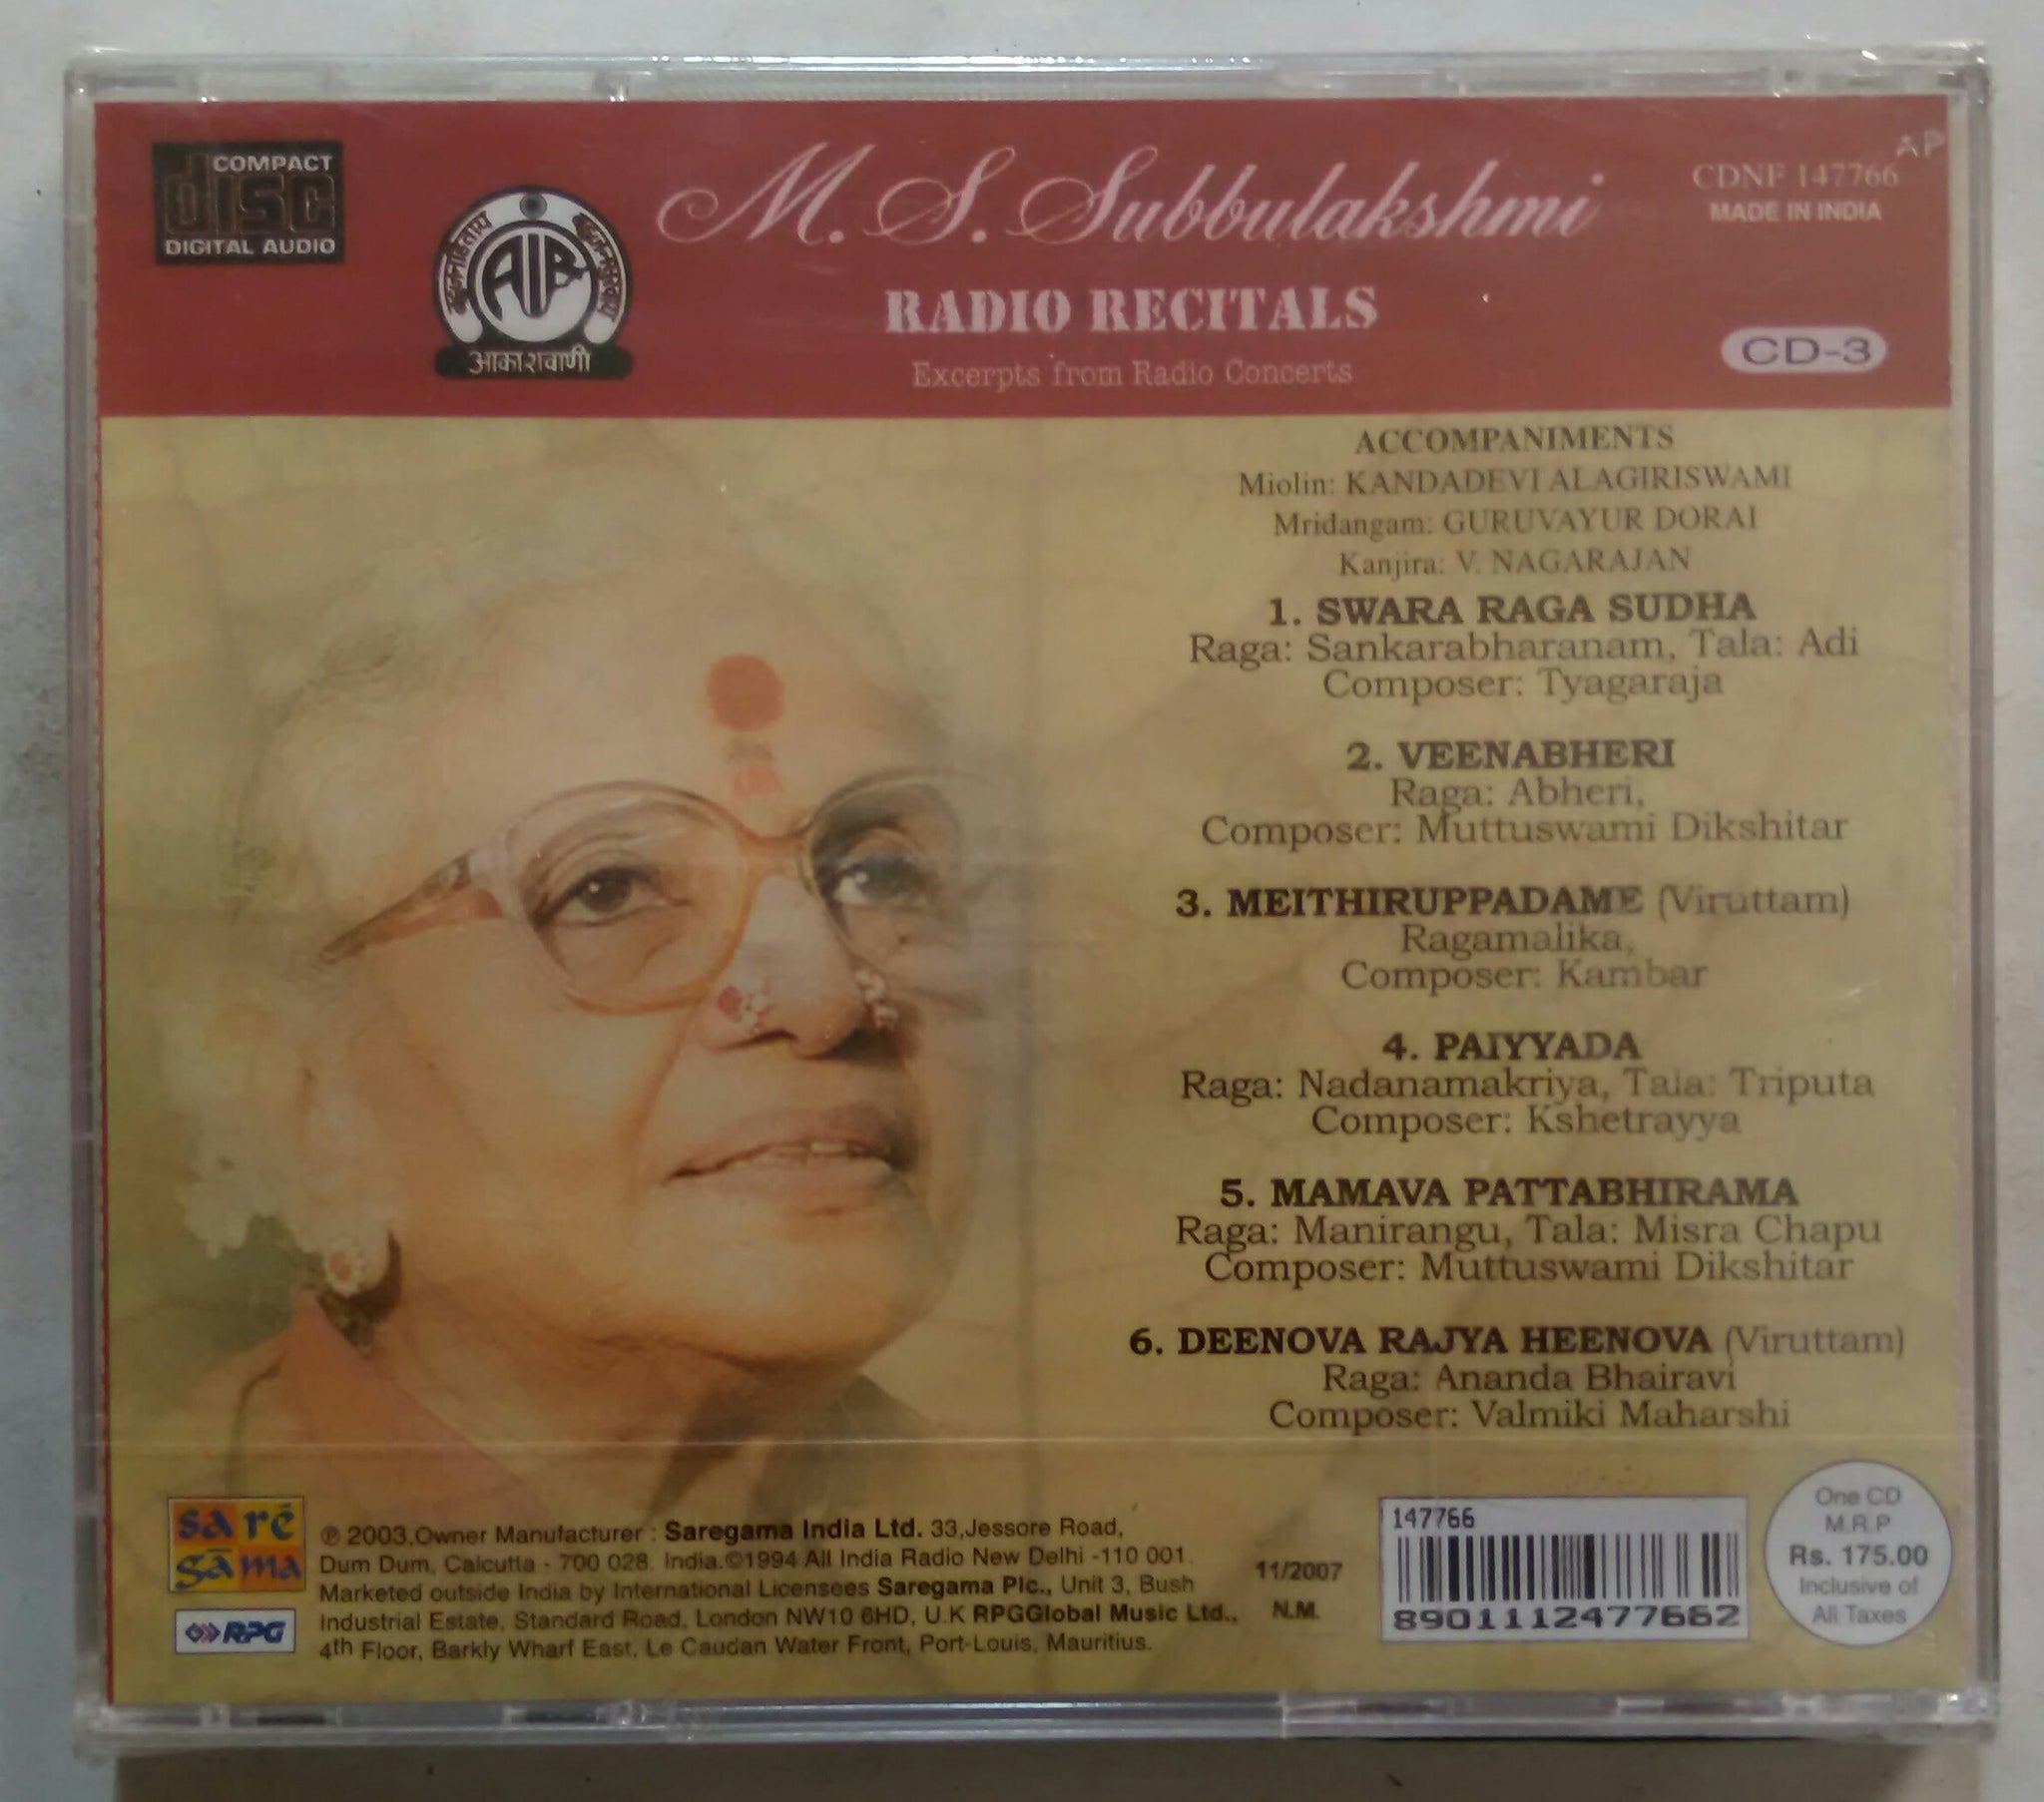 COMPACT
disc
DIGITAL AUDIO
AIR
आकाशवाणी
M. S. Subbulakshmi
RADIO RECITALS
Excerpts from Radio Concerts
AP
CDNF 147766
MADE IN INDIA
CD-3
ACCOMPANIMENTS
Miolin: KANDADEVI ALAGIRISWAMI
Mridangam: GURUVAYUR DORAI
Kanjira: V. NAGARAJAN
1. SWARA RAGA SUDHA
Raga: Sankarabharanam, Tala: Adi
Composer: Tyagaraja
2. VEENABHERI
Raga: Abheri,
Composer: Muttuswami Dikshitar
3. MEITHIRUPPADAME (Viruttam)
Ragamalika,
Composer: Kambar
4. PAIYYADA
Raga: Nadanamakriya, Tala: Triputa
Composer: Kshetrayya
5. MAMAVA PATTABHIRAMA
Raga: Manirangu, Tala: Misra Chapu
Composer: Muttuswami Dikshitar
6. DEENOVA RAJYA HEENOVA (Viruttam)
Raga: Ananda Bhairavi
Composer: Valmiki Maharshi
sa rē
gāma
RPG
℗ 2003,Owner Manufacturer : Saregama India Ltd. 33,Jessore Road,
Dum Dum, Calcutta - 700 028. India.©1994 All India Radio New Delhi -110 001.
Marketed outside India by International Licensees Saregama Plc., Unit 3, Bush
Industrial Estate, Standard Road, London NW10 6HD, U.K RPGGlobal Music Ltd.,
4th Floor, Barkly Wharf East, Le Caudan Water Front, Port-Louis, Mauritius.
11/2007
N.M.
147766
8901112477662
One CD
M.R.P
Rs. 175.00
Inclusive of
All Taxes